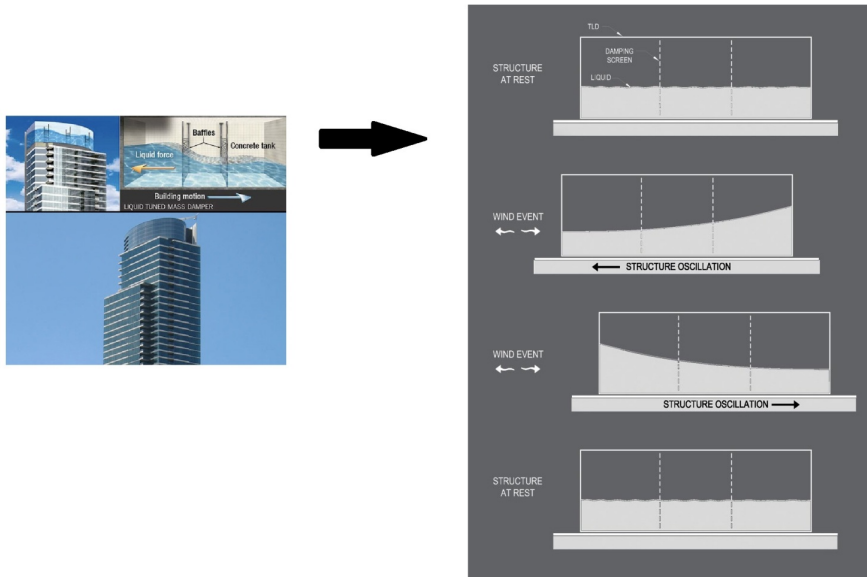 Baffles
Liquid force
Concrete tank
Building motion
LIQUID TUNED MASS DAMPER
TLD
DAMPING
SCREEN
STRUCTURE
AT REST
LIQUID
WIND EVENT
STRUCTURE OSCILLATION
WIND EVENT
STRUCTURE OSCILLATION
STRUCTURE
AT REST